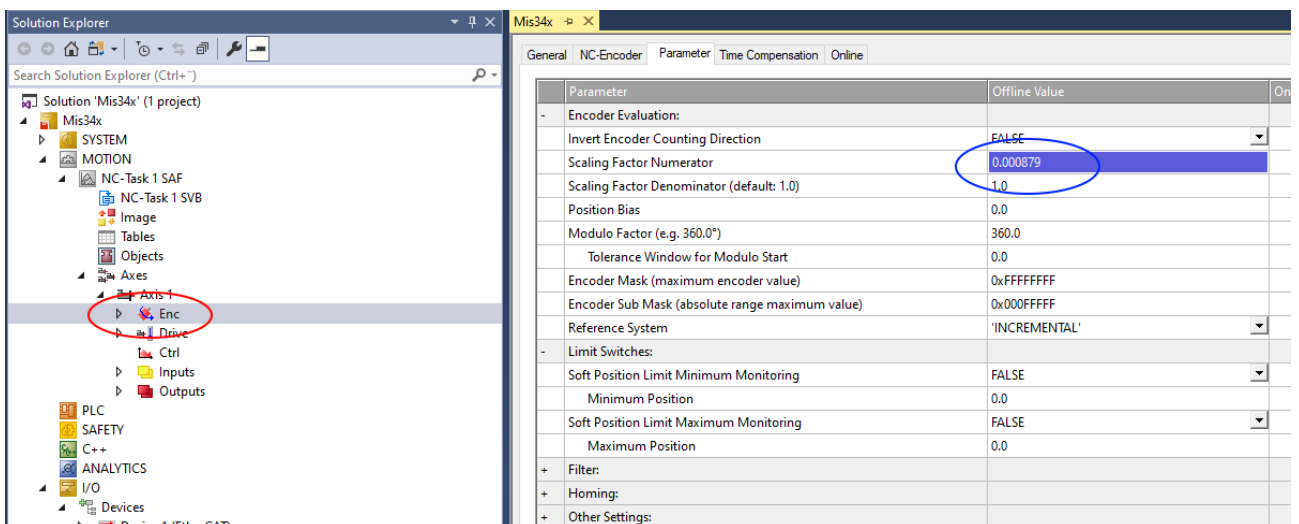 Solution Explorer
Search Solution Explorer (Ctrl+¨)
Solution 'Mis34x' (1 project)
Mis34x
SYSTEM
MOTION
NC-Task 1 SAF
NC-Task 1 SVB
Image
Tables
Objects
Axes
Axis 1
Enc
Drive
Ctrl
Inputs
Outputs
PLC
SAFETY
C++
ANALYTICS
I/O
Devices
Mis34x
General NC-Encoder Parameter Time Compensation Online
Parameter Offline Value On
- Encoder Evaluation:
Invert Encoder Counting Direction FALSE
Scaling Factor Numerator 0.000879
Scaling Factor Denominator (default: 1.0) 1.0
Position Bias 0.0
Modulo Factor (e.g. 360.0°) 360.0
Tolerance Window for Modulo Start 0.0
Encoder Mask (maximum encoder value) 0xFFFFFFFF
Encoder Sub Mask (absolute range maximum value) 0x000FFFFF
Reference System 'INCREMENTAL'
- Limit Switches:
Soft Position Limit Minimum Monitoring FALSE
Minimum Position 0.0
Soft Position Limit Maximum Monitoring FALSE
Maximum Position 0.0
+ Filter:
+ Homing:
+ Other Settings: